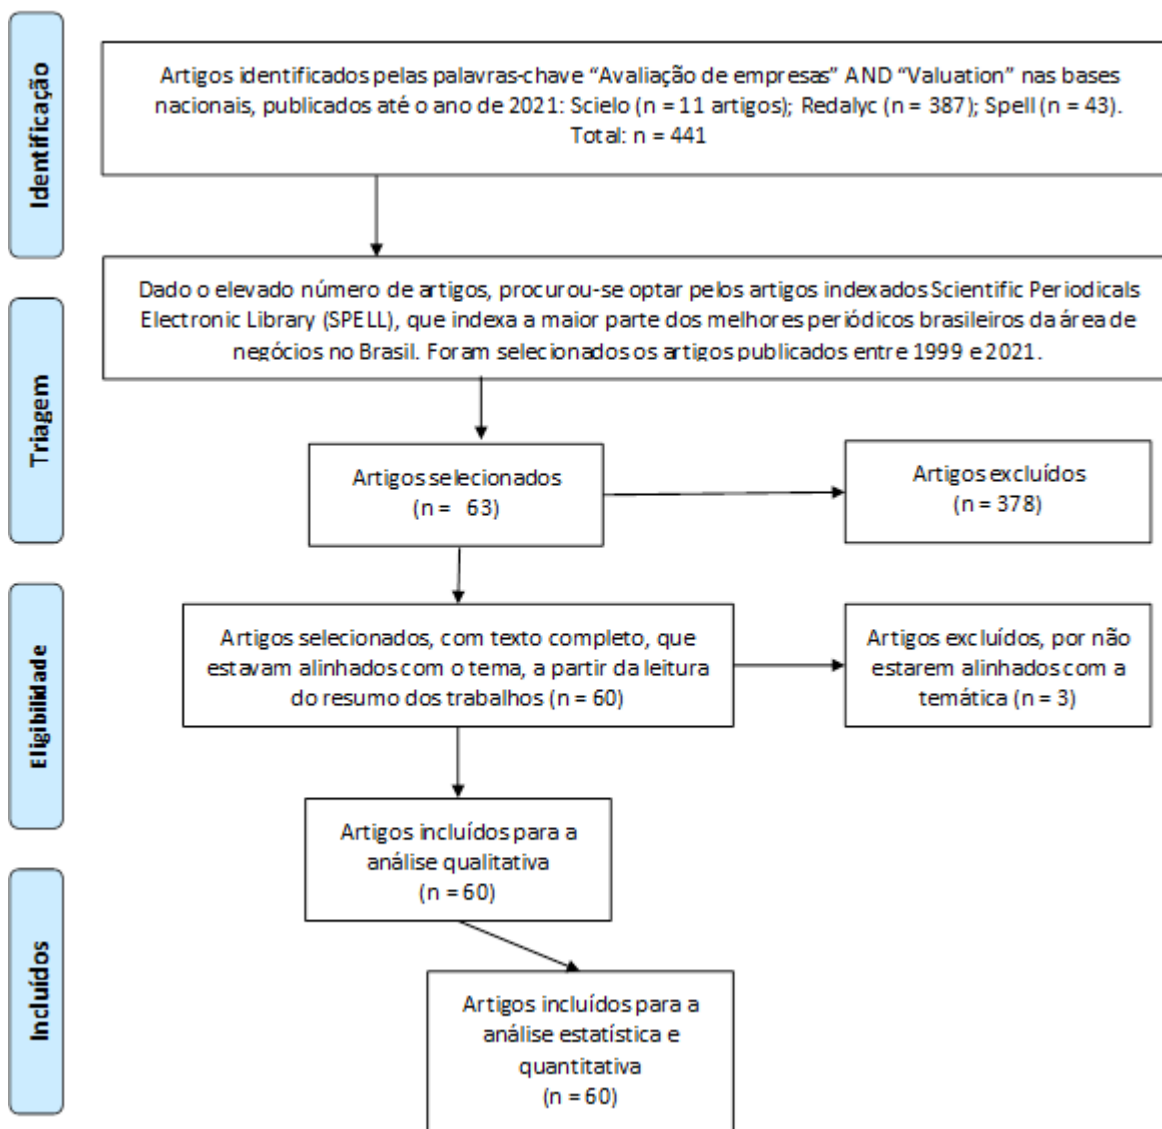 Identificação
Artigos identificados pelas palavras-chave “Avaliação de empresas” AND “Valuation” nas bases
nacionais, publicados até o ano de 2021: Scielo (n = 11 artigos); Redalyc (n = 387); Spell (n = 43).
Total: n = 441
Triagem
Dado o elevado número de artigos, procurou-se optar pelos artigos indexados Scientific Periodicals
Electronic Library (SPELL), que indexa a maior parte dos melhores periódicos brasileiros da área de
negócios no Brasil. Foram selecionados os artigos publicados entre 1999 e 2021.
Artigos selecionados
(n = 63)
Artigos excluídos
(n = 378)
Eligibilidade
Artigos selecionados, com texto completo, que
estavam alinhados com o tema, a partir da leitura
do resumo dos trabalhos (n = 60)
Artigos excluídos, por não
estarem alinhados com a
temática (n = 3)
Artigos incluídos para a
análise qualitativa
(n = 60)
Incluídos
Artigos incluídos para a
análise estatística e
quantitativa
(n = 60)